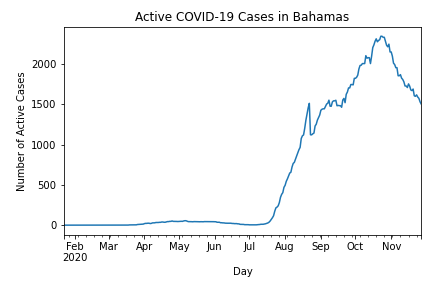 Active COVID-19 Cases in Bahamas
Number of Active Cases
2000
1500
1000
500
0
Feb Mar Apr May Jun Jul Aug Sep Oct Nov
2020
Day